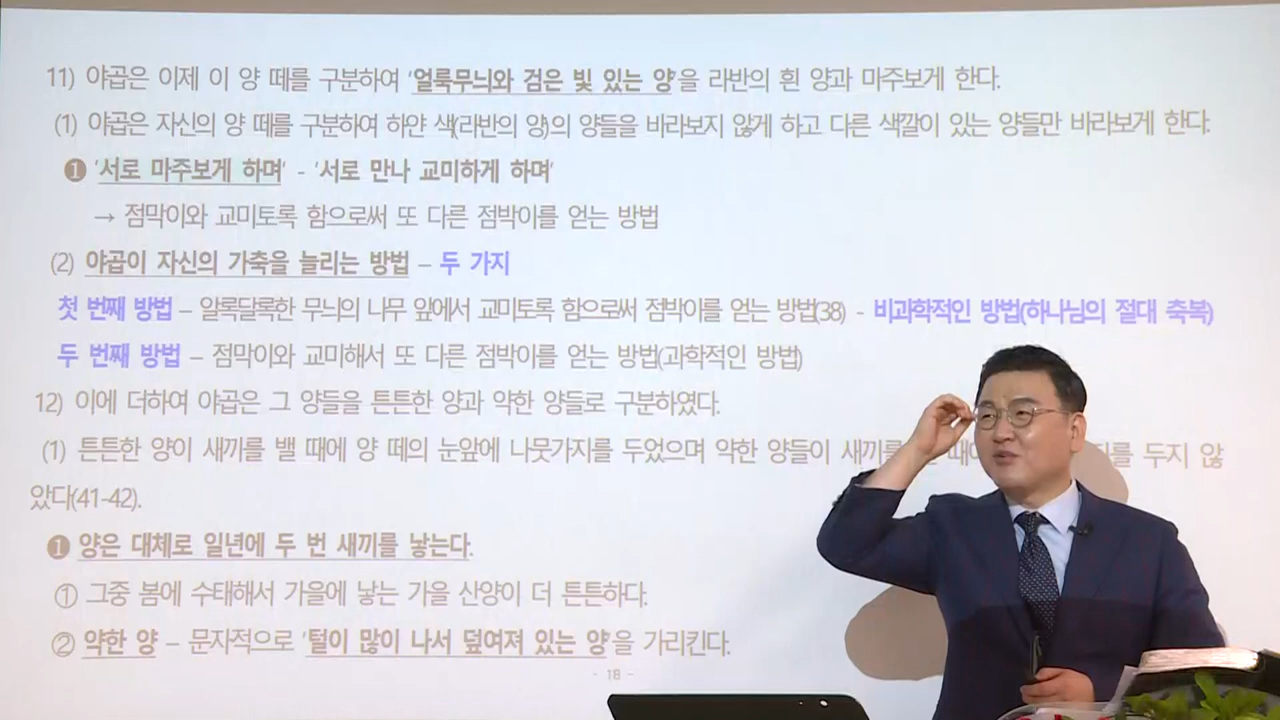 11) 야곱은 이제 이 양 떼를 구분하여 '얼룩무늬와 검은 빛 있는 양'을 라반의 흰 양과 마주보게 한다.
(1) 야곱은 자신의 양 떼를 구분하여 하얀 색(라반의 양)의 양들을 바라보지 않게 하고 다른 색깔이 있는 양들만 바라보게 한다.
❶ '서로 마주보게 하며' - '서로 만나 교미하게 하며'
→ 점막이와 교미토록 함으로써 또 다른 점박이를 얻는 방법
(2) 야곱이 자신의 가축을 늘리는 방법 – 두 가지
첫 번째 방법 – 알록달록한 무늬의 나무 앞에서 교미토록 함으로써 점박이를 얻는 방법(38) - 비과학적인 방법(하나님의 절대 축복)
두 번째 방법 – 점막이와 교미해서 또 다른 점박이를 얻는 방법(과학적인 방법)
12) 이에 더하여 야곱은 그 양들을 튼튼한 양과 약한 양들로 구분하였다.
(1) 튼튼한 양이 새끼를 밸 때에 양 떼의 눈앞에 나뭇가지를 두었으며 약한 양들이 새끼를 때에 를 두지 않
았다(41-42).
❶ 양은 대체로 일년에 두 번 새끼를 낳는다.
① 그중 봄에 수태해서 가을에 낳는 가을 산양이 더 튼튼하다.
② 약한 양 – 문자적으로 '털이 많이 나서 덮여져 있는 양'을 가리킨다.
- 18 -